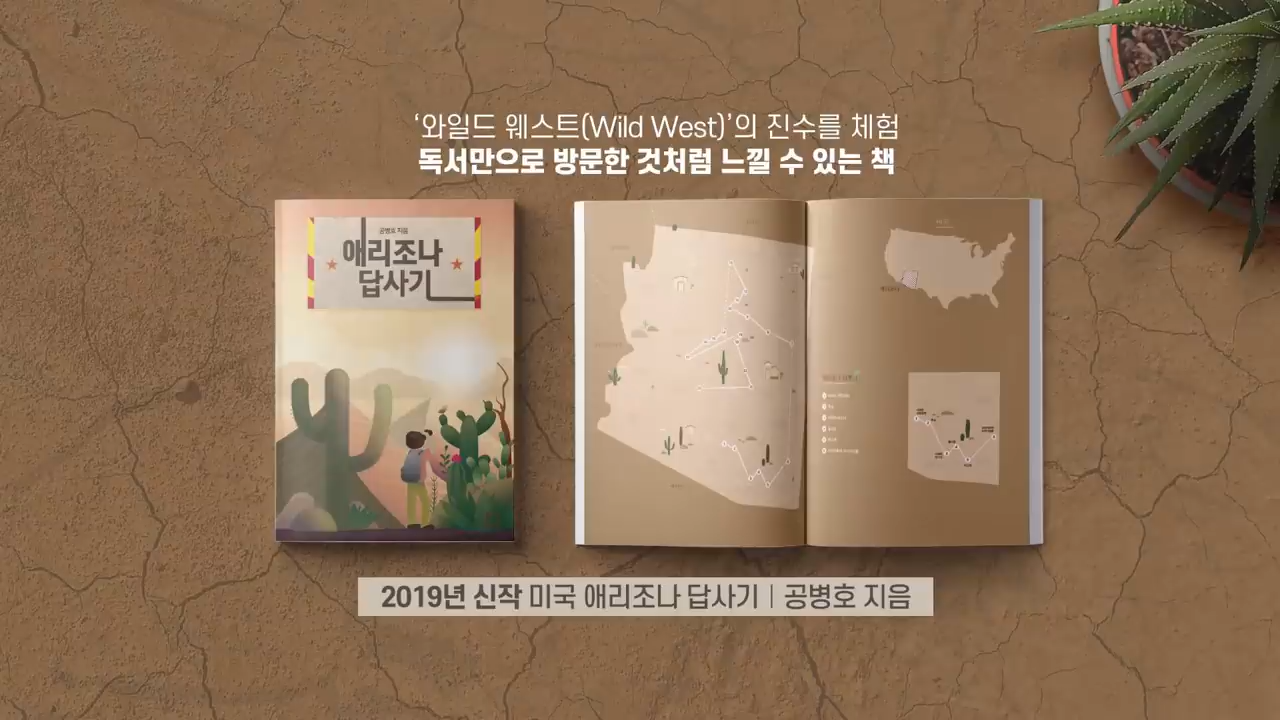 ‘와일드 웨스트(Wild West)’의 진수를 체험
독서만으로 방문한 것처럼 느낄 수 있는 책
공병호 지음
애리조나
답사기
2019년 신작 미국 애리조나 답사기 | 공병호 지음